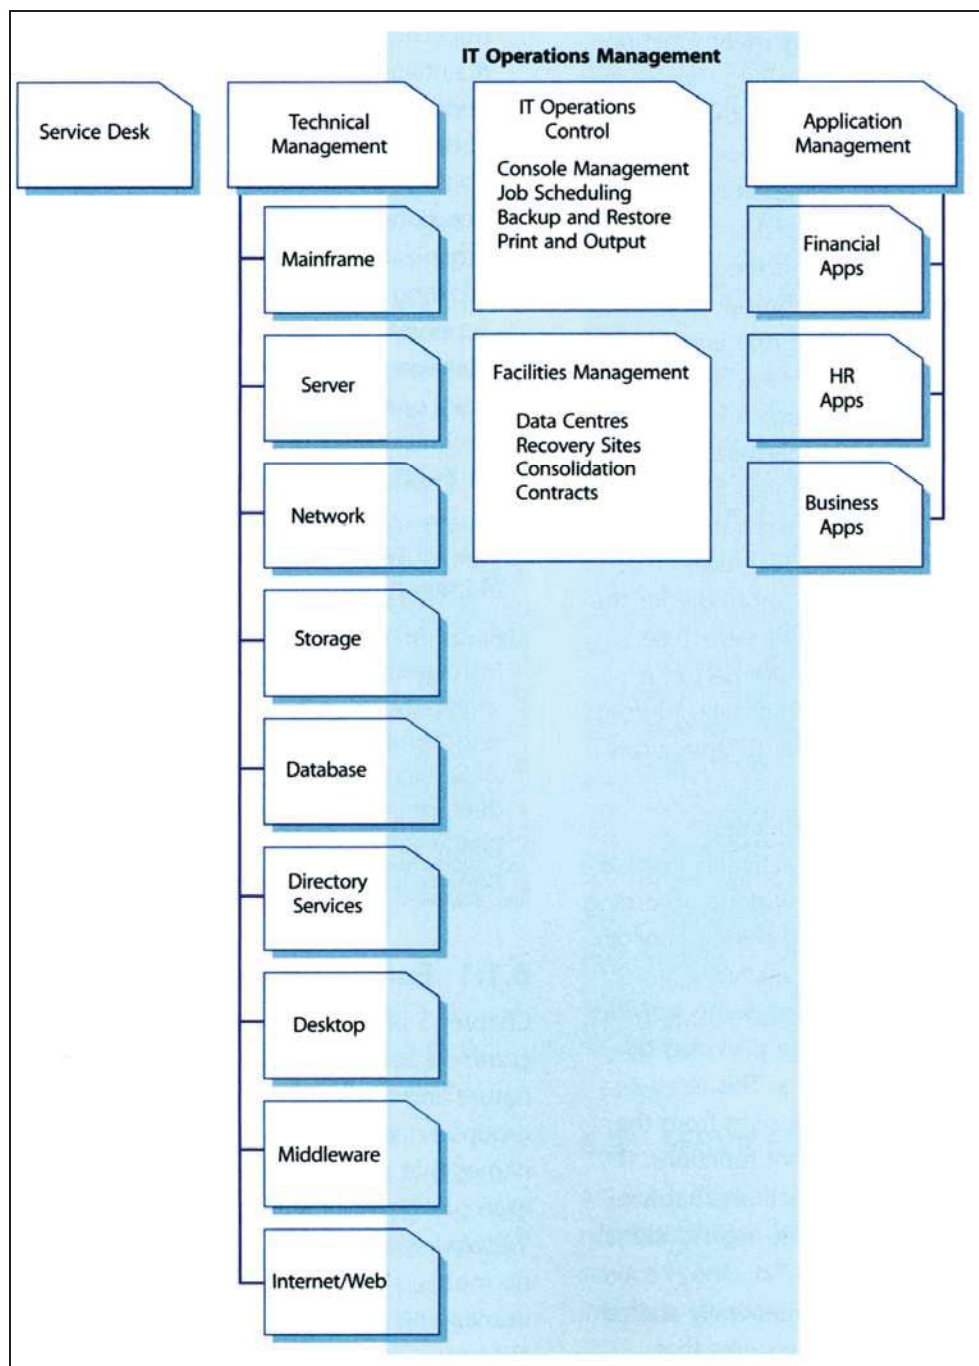 IT Operations Management
Service Desk
Technical
Management
IT Operations
Control
Console Management
Job Scheduling
Backup and Restore
Print and Output
Application
Management
Mainframe
Server
Network
Storage
Database
Directory
Services
Desktop
Middleware
Internet/Web
Facilities Management
Data Centres
Recovery Sites
Consolidation
Contracts
Financial
Apps
HR
Apps
Business
Apps